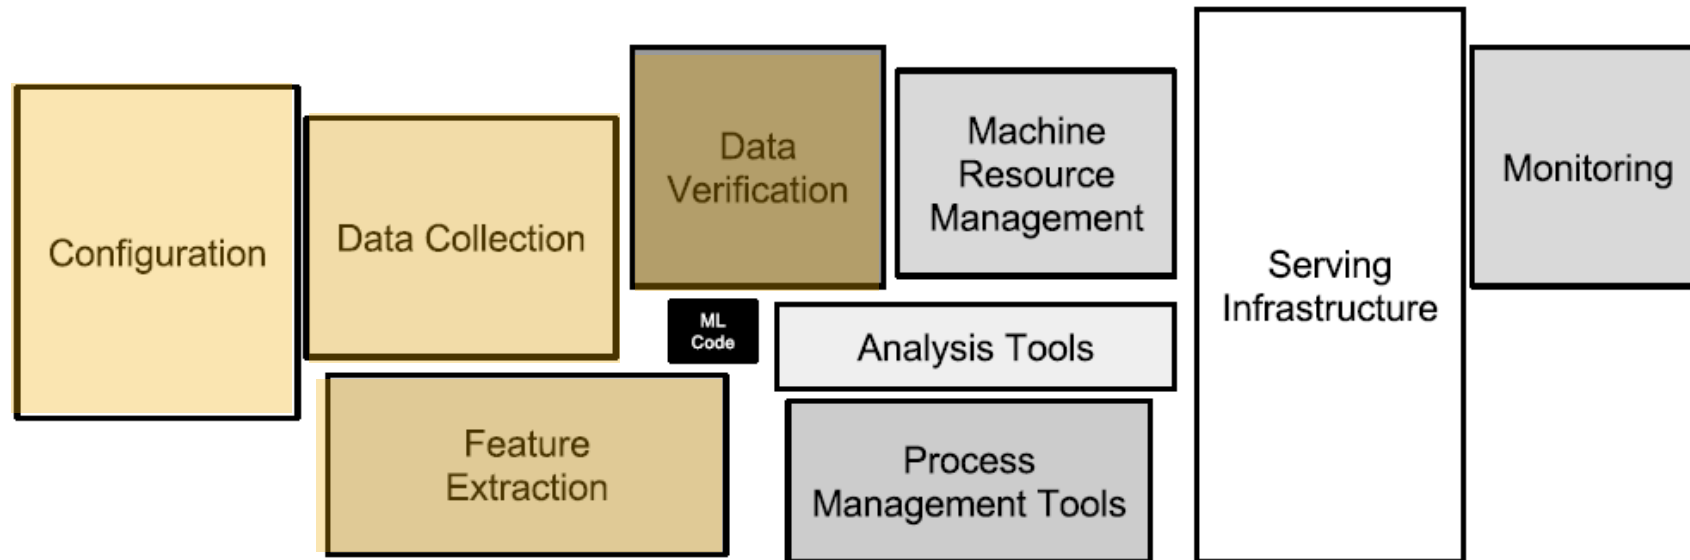 Configuration
Data Collection
Feature
Extraction
Data
Verification
ML
Code
Machine
Resource
Management
Analysis Tools
Process
Management Tools
Serving
Infrastructure
Monitoring